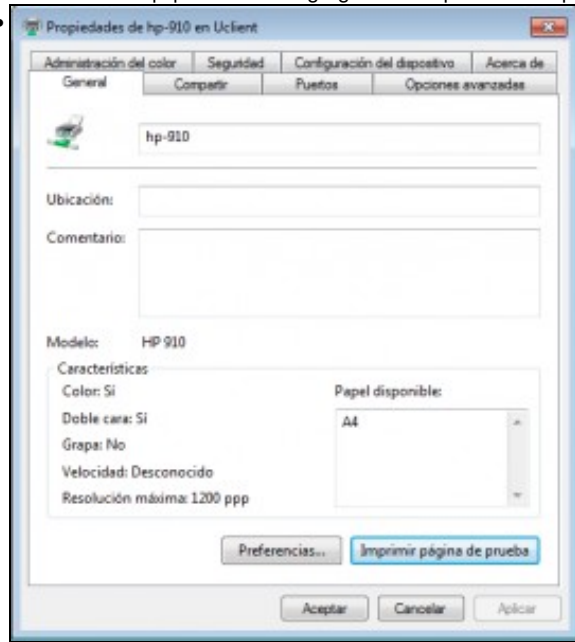 Propiedades de hp-910 en Uclient
Administración del color Seguridad Configuración del dispositivo Acerca de
General Compartir Puertos Opciones avanzadas
hp-910
Ubicación:
Comentario:
Modelo: HP 910
Características
Color: Sí Papel disponible:
Doble cara: Sí A4
Grapa: No
Velocidad: Desconocido
Resolución máxima: 1200 ppp
Preferencias... Imprimir página de prueba
Aceptar Cancelar Aplicar